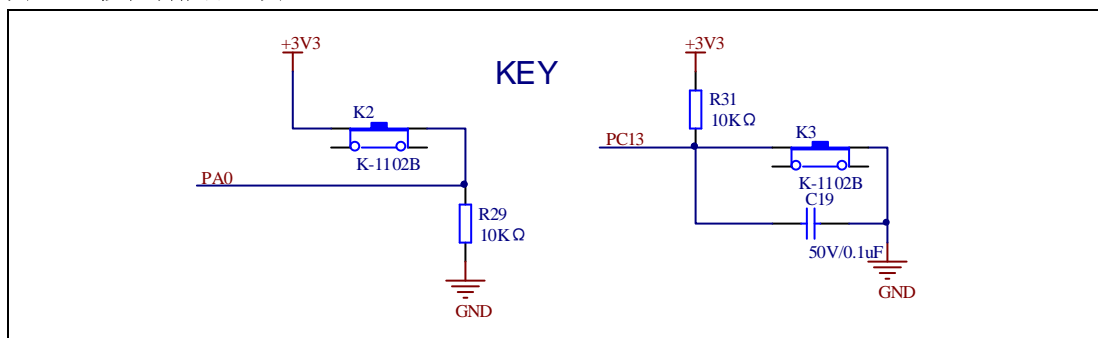 +3V3
KEY
K2
K-1102B
PA0
R29
10KΩ
GND
+3V3
R31
10KΩ
PC13
K3
K-1102B
C19
50V/0.1uF
GND